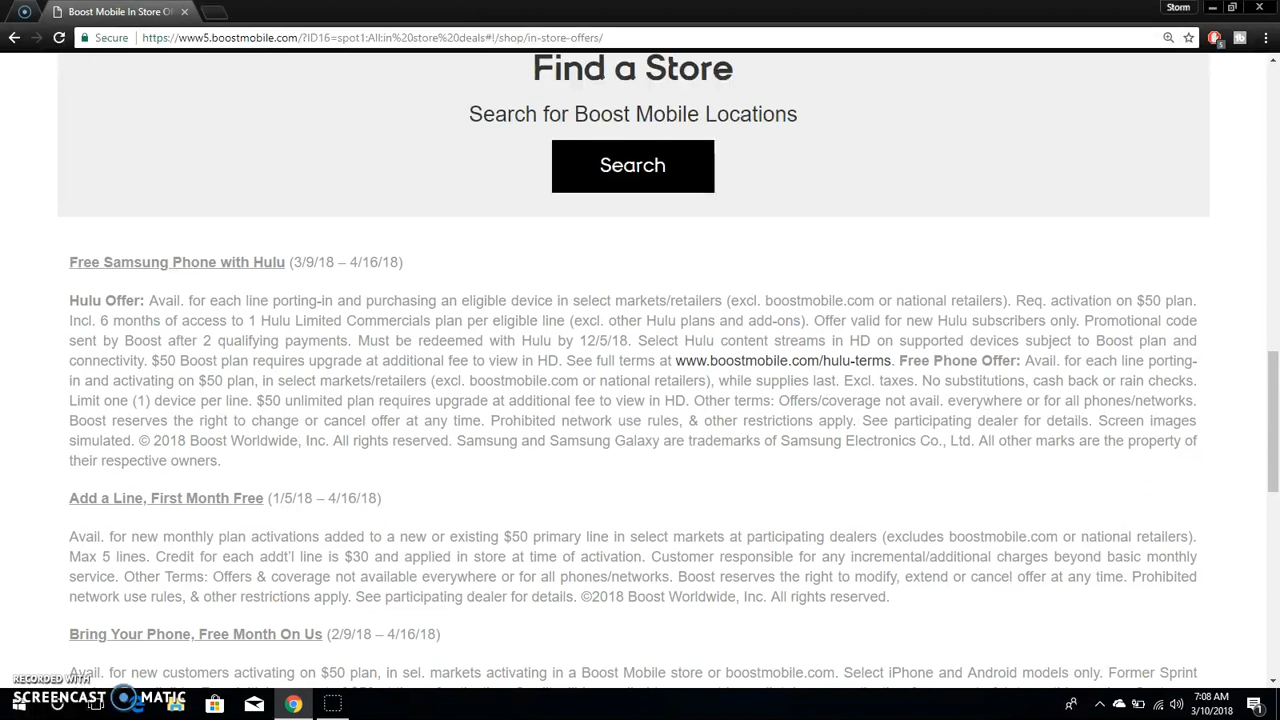 Boost Mobile In Store O
Storm
Secure
https://www5.boostmobile.com/?ID16=spot1:All:in%20store%20deals#!/shop/in-store-offers/
5
Find a Store
Search for Boost Mobile Locations
Search
Free Samsung Phone with Hulu (3/9/18 – 4/16/18)
Hulu Offer: Avail. for each line porting-in and purchasing an eligible device in select markets/retailers (excl. boostmobile.com or national retailers). Req. activation on $50 plan.
Incl. 6 months of access to 1 Hulu Limited Commercials plan per eligible line (excl. other Hulu plans and add-ons). Offer valid for new Hulu subscribers only. Promotional code
sent by Boost after 2 qualifying payments. Must be redeemed with Hulu by 12/5/18. Select Hulu content streams in HD on supported devices subject to Boost plan and
connectivity. $50 Boost plan requires upgrade at additional fee to view in HD. See full terms at www.boostmobile.com/hulu-terms. Free Phone Offer: Avail. for each line porting-
in and activating on $50 plan, in select markets/retailers (excl. boostmobile.com or national retailers), while supplies last. Excl. taxes. No substitutions, cash back or rain checks.
Limit one (1) device per line. $50 unlimited plan requires upgrade at additional fee to view in HD. Other terms: Offers/coverage not avail. everywhere or for all phones/networks.
Boost reserves the right to change or cancel offer at any time. Prohibited network use rules, & other restrictions apply. See participating dealer for details. Screen images
simulated. © 2018 Boost Worldwide, Inc. All rights reserved. Samsung and Samsung Galaxy are trademarks of Samsung Electronics Co., Ltd. All other marks are the property of
their respective owners.
Add a Line, First Month Free (1/5/18 – 4/16/18)
Avail. for new monthly plan activations added to a new or existing $50 primary line in select markets at participating dealers (excludes boostmobile.com or national retailers).
Max 5 lines. Credit for each addt'l line is $30 and applied in store at time of activation. Customer responsible for any incremental/additional charges beyond basic monthly
service. Other Terms: Offers & coverage not available everywhere or for all phones/networks. Boost reserves the right to modify, extend or cancel offer at any time. Prohibited
network use rules, & other restrictions apply. See participating dealer for details. ©2018 Boost Worldwide, Inc. All rights reserved.
Bring Your Phone, Free Month On Us (2/9/18 – 4/16/18)
Avail. for new customers activating on $50 plan, in sel. markets activating in a Boost Mobile store or boostmobile.com. Select iPhone and Android models only. Former Sprint
RECORDED WITH
SCREENCAST MATIC
7:08 AM
3/10/2018
1